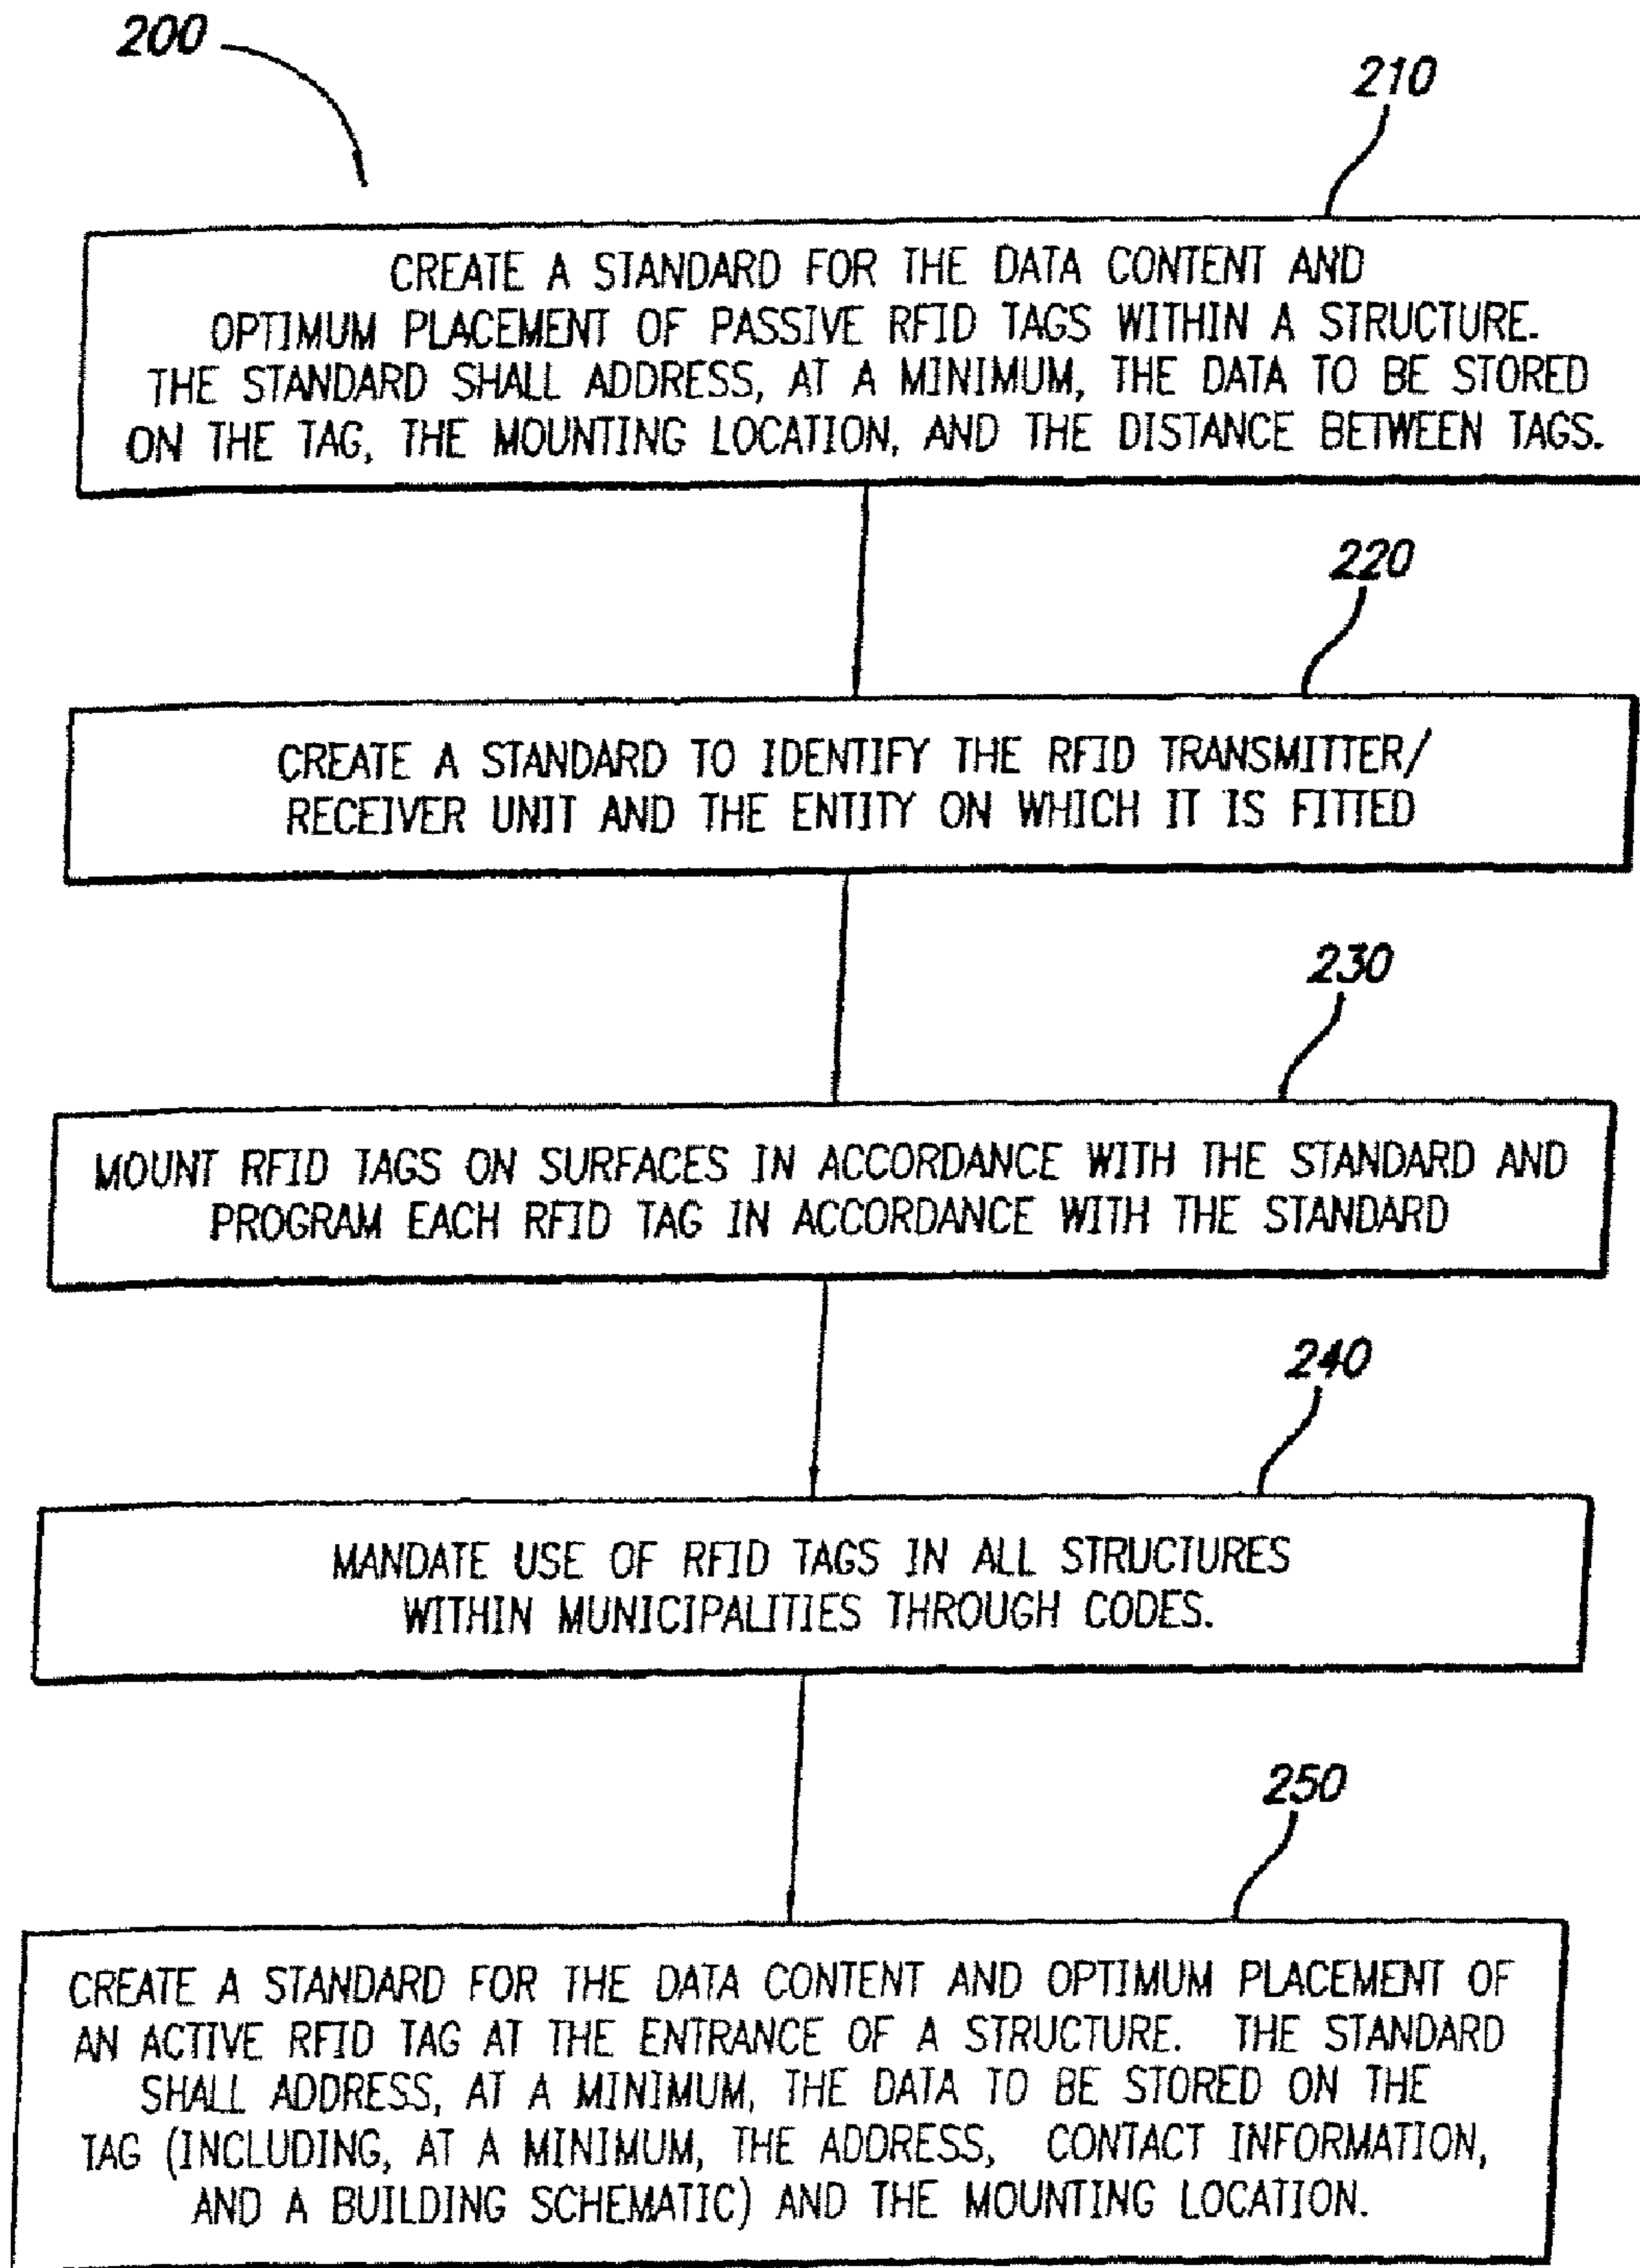 200
210
CREATE A STANDARD FOR THE DATA CONTENT AND
OPTIMUM PLACEMENT OF PASSIVE RFID TAGS WITHIN A STRUCTURE.
THE STANDARD SHALL ADDRESS, AT A MINIMUM, THE DATA TO BE STORED
ON THE TAG, THE MOUNTING LOCATION, AND THE DISTANCE BETWEEN TAGS.
220
CREATE A STANDARD TO IDENTIFY THE RFID TRANSMITTER/
RECEIVER UNIT AND THE ENTITY ON WHICH IT IS FITTED
230
MOUNT RFID TAGS ON SURFACES IN ACCORDANCE WITH THE STANDARD AND
PROGRAM EACH RFID TAG IN ACCORDANCE WITH THE STANDARD
240
MANDATE USE OF RFID TAGS IN ALL STRUCTURES
WITHIN MUNICIPALITIES THROUGH CODES.
250
CREATE A STANDARD FOR THE DATA CONTENT AND OPTIMUM PLACEMENT OF
AN ACTIVE RFID TAG AT THE ENTRANCE OF A STRUCTURE. THE STANDARD
SHALL ADDRESS, AT A MINIMUM, THE DATA TO BE STORED ON THE
TAG (INCLUDING, AT A MINIMUM, THE ADDRESS, CONTACT INFORMATION,
AND A BUILDING SCHEMATIC) AND THE MOUNTING LOCATION.